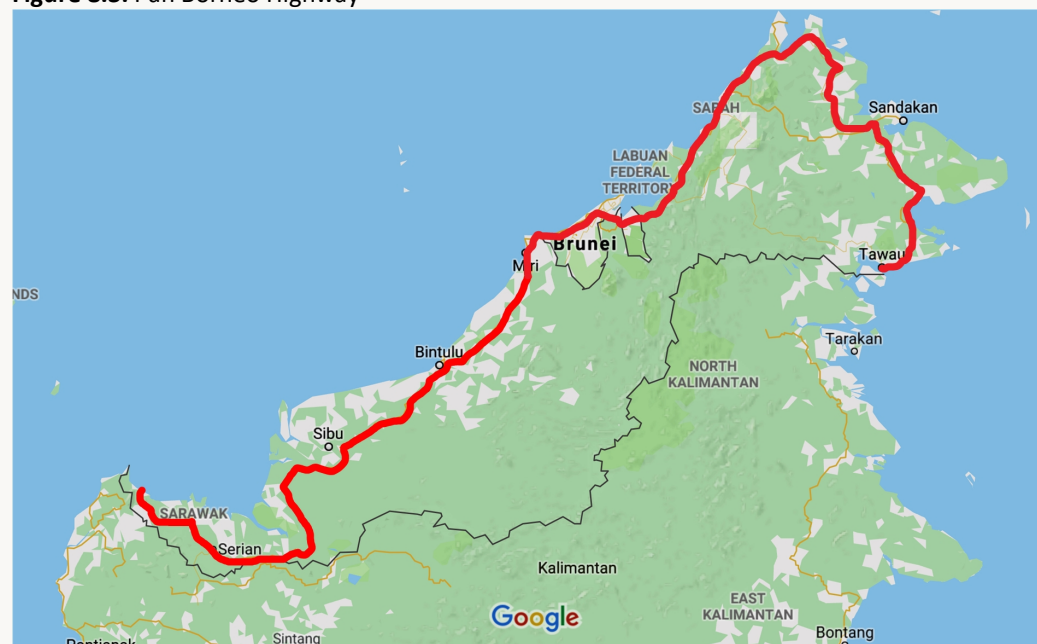 Pan Borneo Highway
Sandakan
SABAH
LABUAN
FEDERAL
TERRITORY
Brunei
Miri
Tawau
NDS
Tarakan
Bintulu
NORTH
KALIMANTAN
Sibu
SARAWAK
Serian
Kalimantan
Google
EAST
KALIMANTAN
Bontang
Sintang